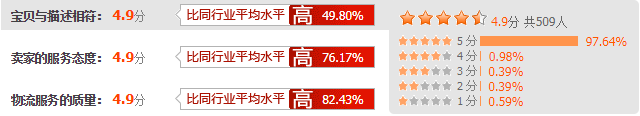 宝贝与描述相符: 4.9分 比同行业平均水平 高 49.80%
卖家的服务态度: 4.9分 比同行业平均水平 高 76.17%
物流服务的质量: 4.9分 比同行业平均水平 高 82.43%
4.9分 共509人
5分 97.64%
4分 0.98%
3分 0.39%
2分 0.39%
1分 0.59%